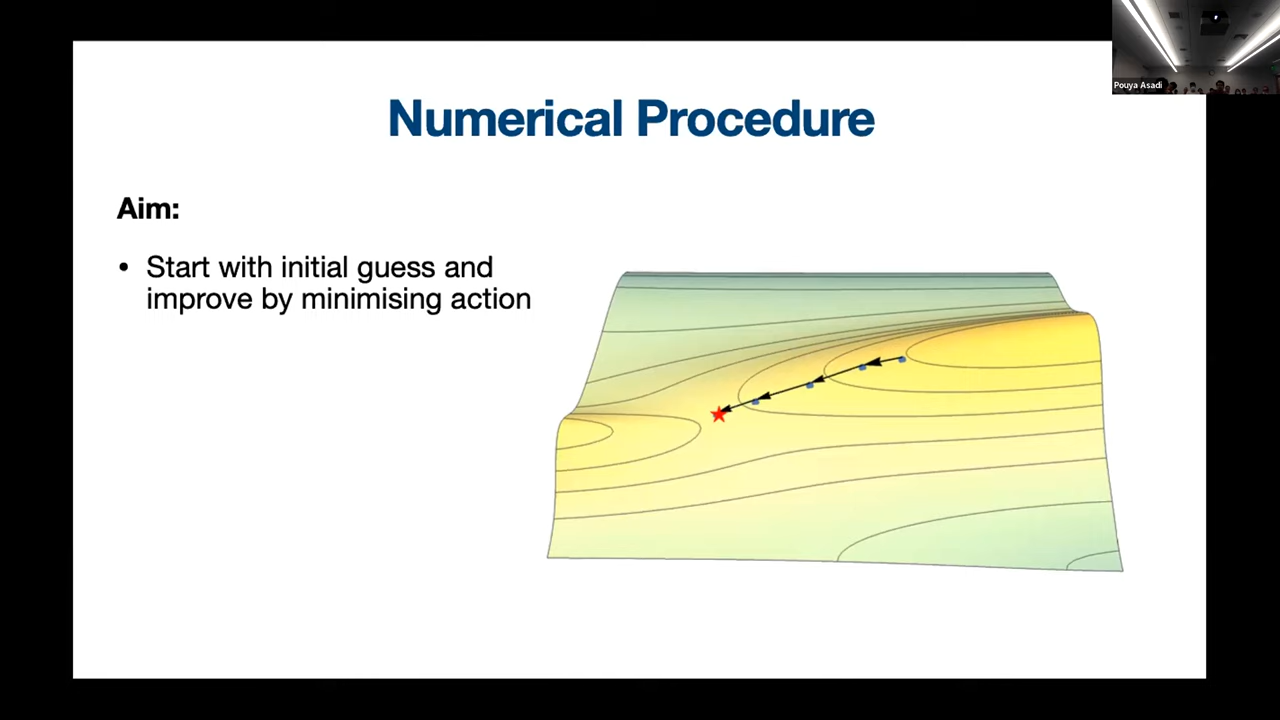 Pouya Asadi
Numerical Procedure
Aim:
• Start with initial guess and
improve by minimising action